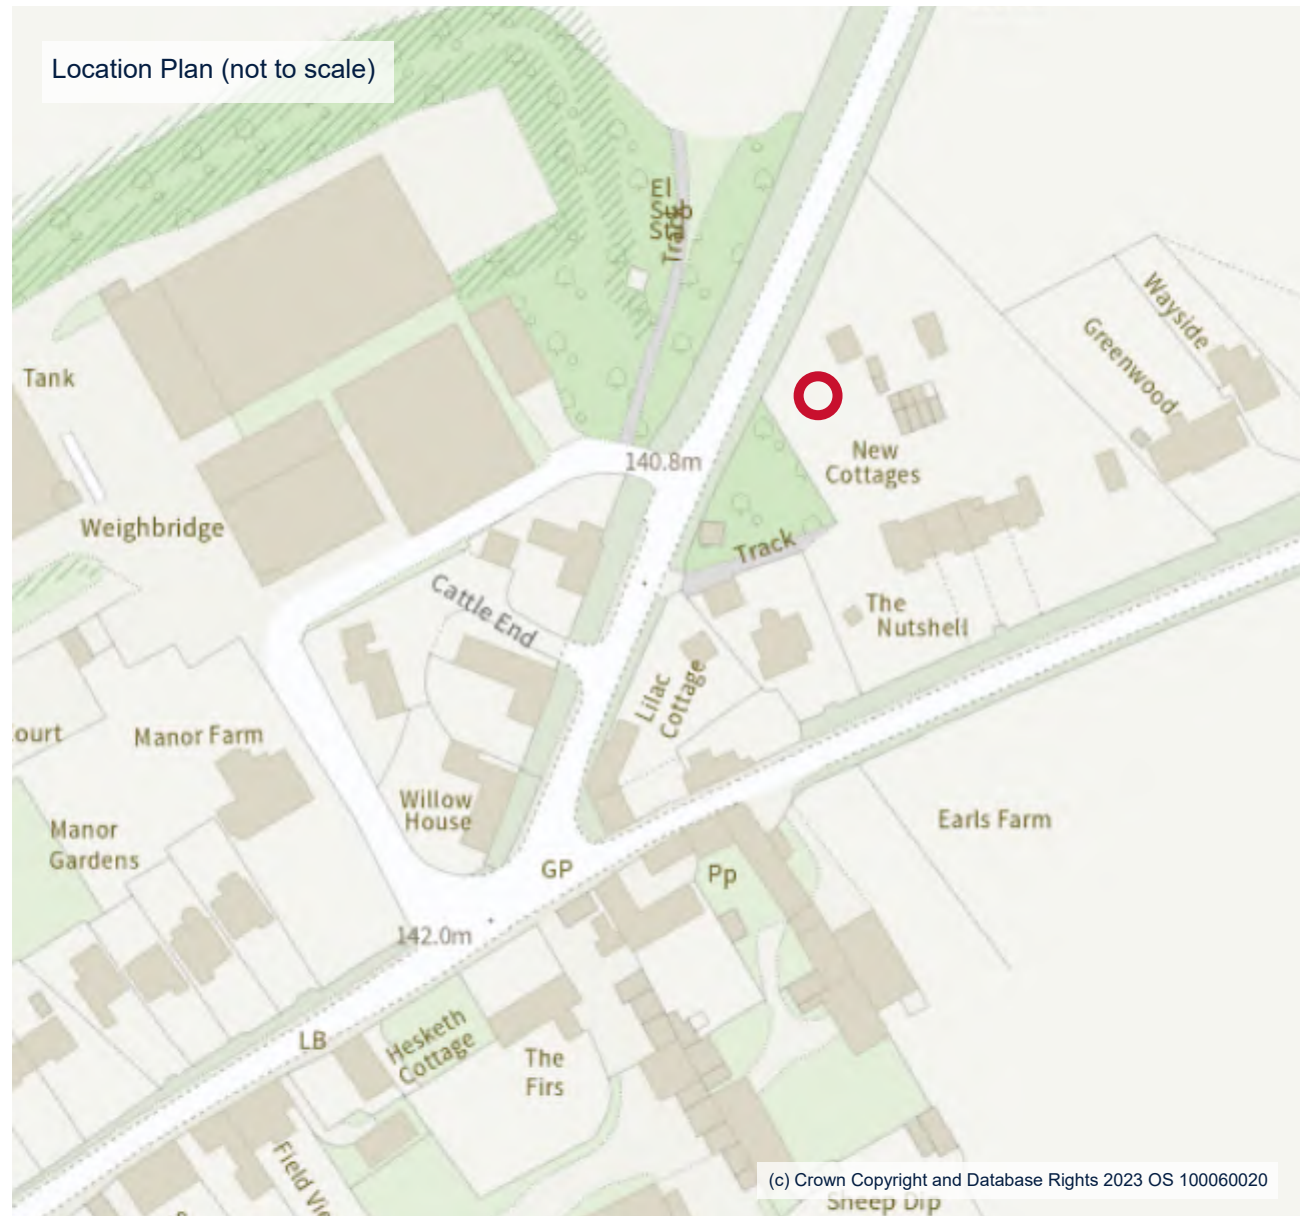 Location Plan (not to scale)
El
Sub
Sta
Track
Wayside
Greenwood
Tank
New
Cottages
140.8m
Weighbridge
Track
Cattle End
The
Nutshell
Lilac
Cottage
ourt
Manor Farm
Willow
House
Manor
Gardens
Earls Farm
GP
Pp
142.0m
LB
Hesketh
Cottage
The
Firs
Field Vie
(c) Crown Copyright and Database Rights 2023 OS 100060020
Sheep Dip